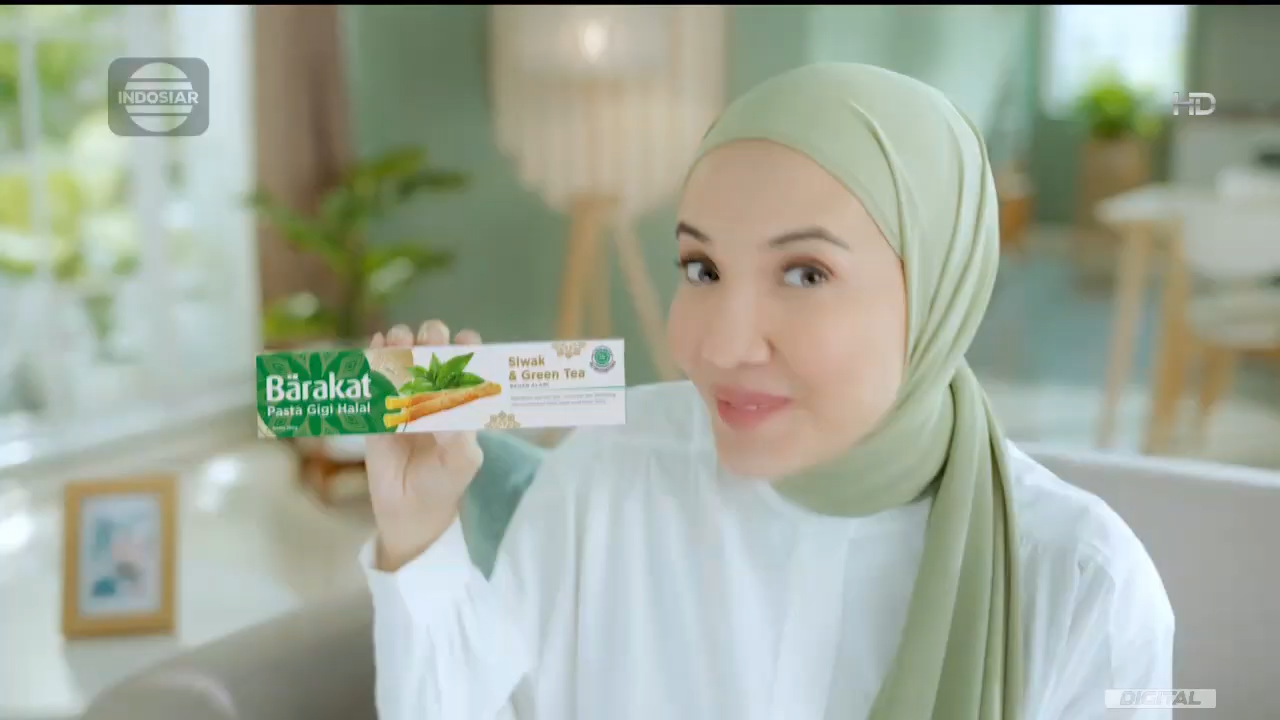 INDOSIAR
HD
Bärakat
Pasta Gigi Halal
Siwak
& Green Tea
DIGITAL